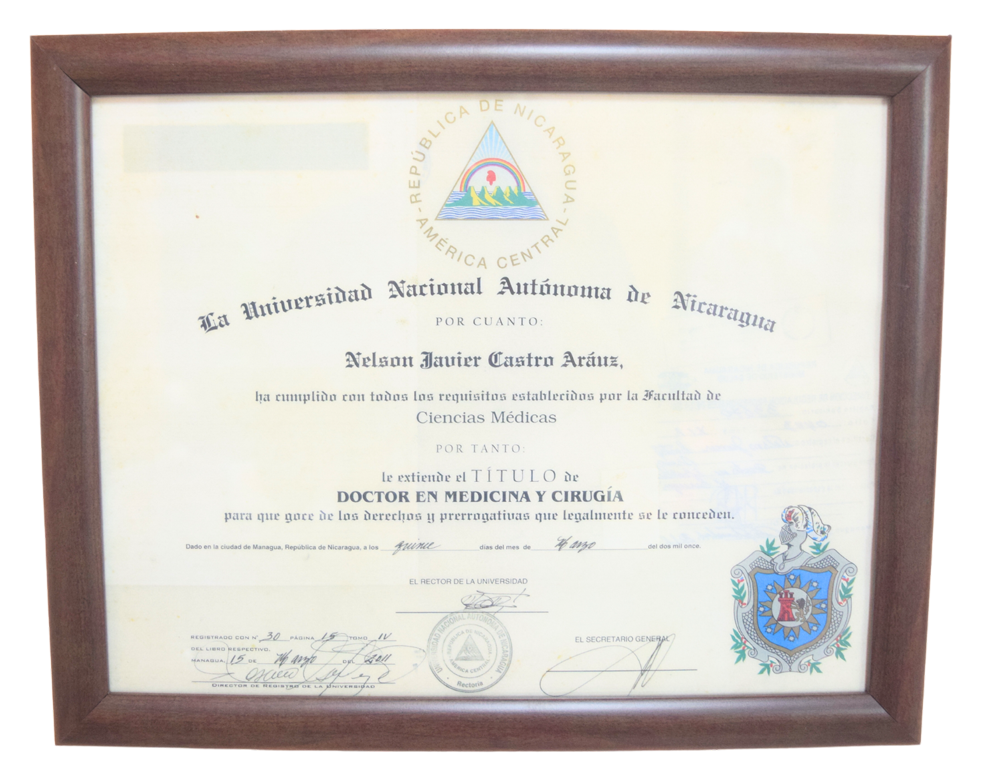 REPÚBLICA DE NICARAGUA
- AMÉRICA CENTRAL -
La Universidad Nacional Autónoma de Nicaragua
POR CUANTO:
Nelson Javier Castro Aráuz,
ha cumplido con todos los requisitos establecidos por la Facultad de
Ciencias Médicas
POR TANTO:
le extiende el TÍTULO de
DOCTOR EN MEDICINA Y CIRUGÍA
para que goce de los derechos y prerrogativas que legalmente se le conceden.
Dado en la ciudad de Managua, República de Nicaragua, a los quince días del mes de Marzo del dos mil once.
EL RECTOR DE LA UNIVERSIDAD
REGISTRADO CON N° 30 PÁGINA 15 TOMO IV
DEL LIBRO RESPECTIVO,
MANAGUA, 15 DE Marzo DEL 2011
DIRECTOR DE REGISTRO DE LA UNIVERSIDAD
AMÉRICA CENTRAL
Rectoría
EL SECRETARIO GENERAL